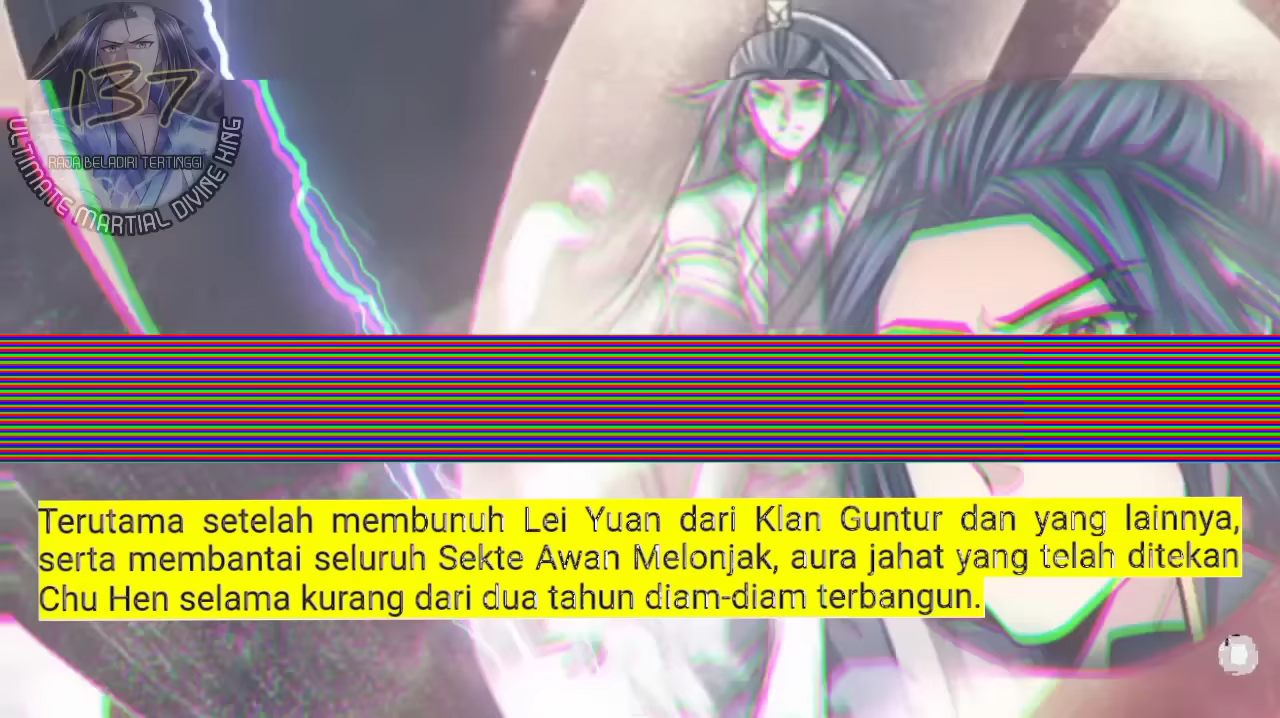 137
RAJA BELADIRI TERTINGGI
ULTIMATE MARTIAL DIVINE KING
Terutama setelah membunuh Lei Yuan dari Klan Guntur dan yang lainnya,
serta membantai seluruh Sekte Awan Melonjak, aura jahat yang telah ditekan
Chu Hen selama kurang dari dua tahun diam-diam terbangun.